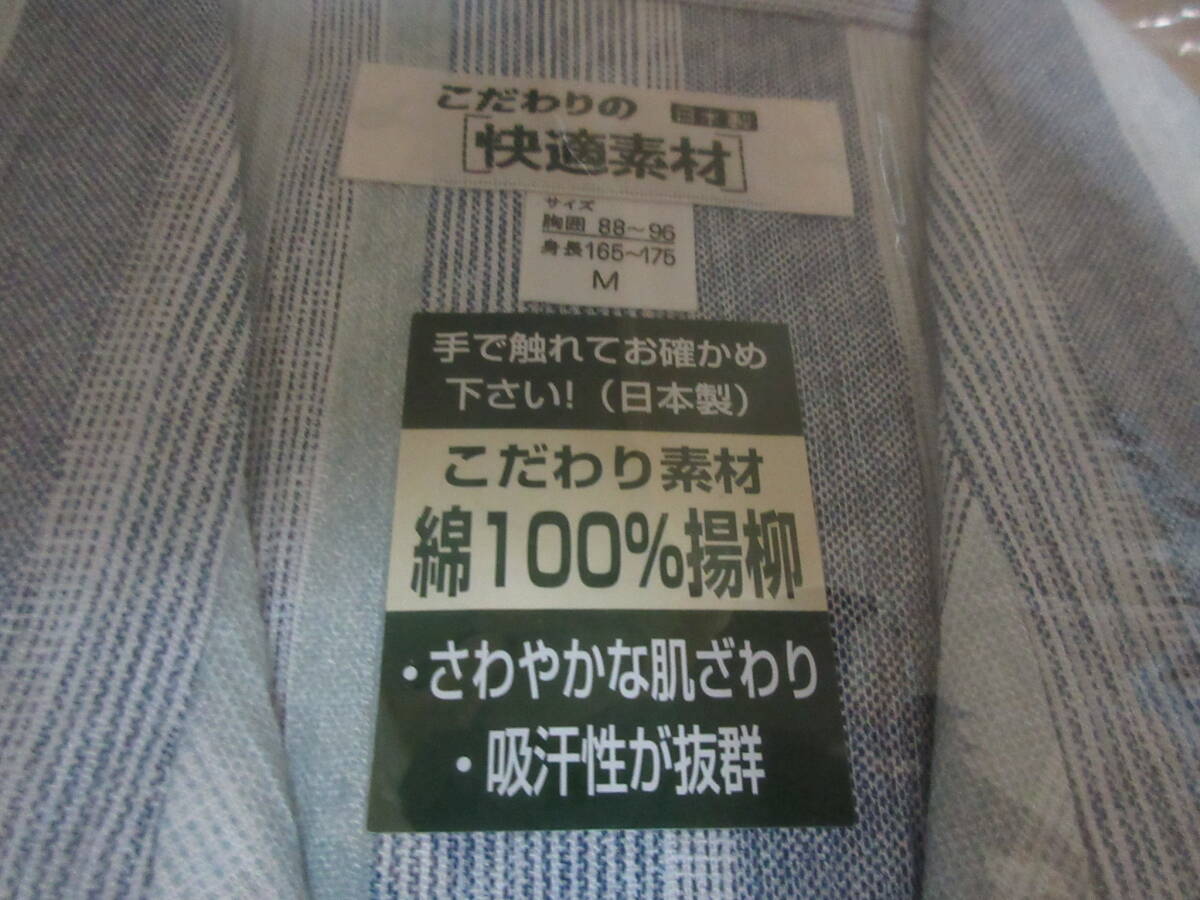 こだわりの 日本製
[快適素材]
サイズ
胸囲 88～96
身長165～175
M
手で触れてお確かめ
下さい!（日本製）
こだわり素材
綿100%揚柳
・さわやかな肌ざわり
・吸汗性が抜群